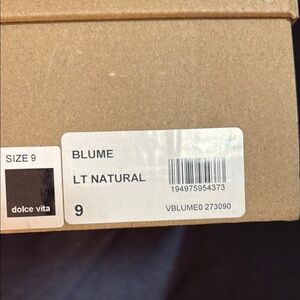 SIZE 9
dolce vita
BLUME
LT NATURAL
194975954373
9
VBLUME0 273090